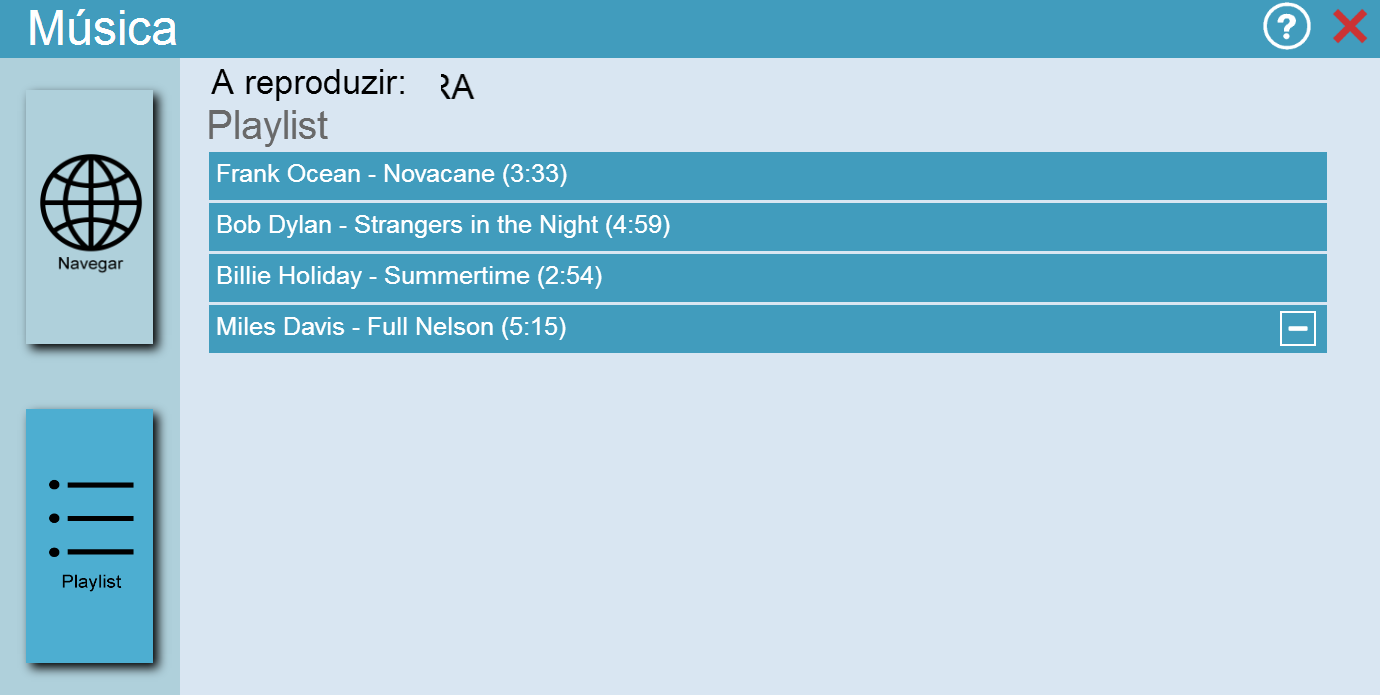 Música
?
A reproduzir: RA
Playlist
Frank Ocean - Novacane (3:33)
Bob Dylan - Strangers in the Night (4:59)
Billie Holiday - Summertime (2:54)
Miles Davis - Full Nelson (5:15)
Navegar
Playlist